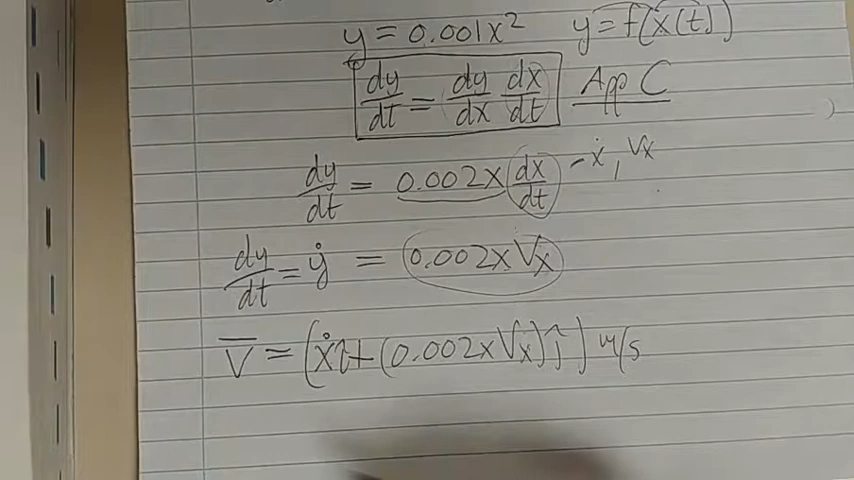 y = 0.001x² y = f(x(t))
dy/dt = dy/dx dx/dt App C
dy/dt = 0.002x dx/dt - ẋ, Vx
dy/dt = ẏ = 0.002x Vx
V̅ = (ẋî + (0.002x Vx)ĵ) m/s